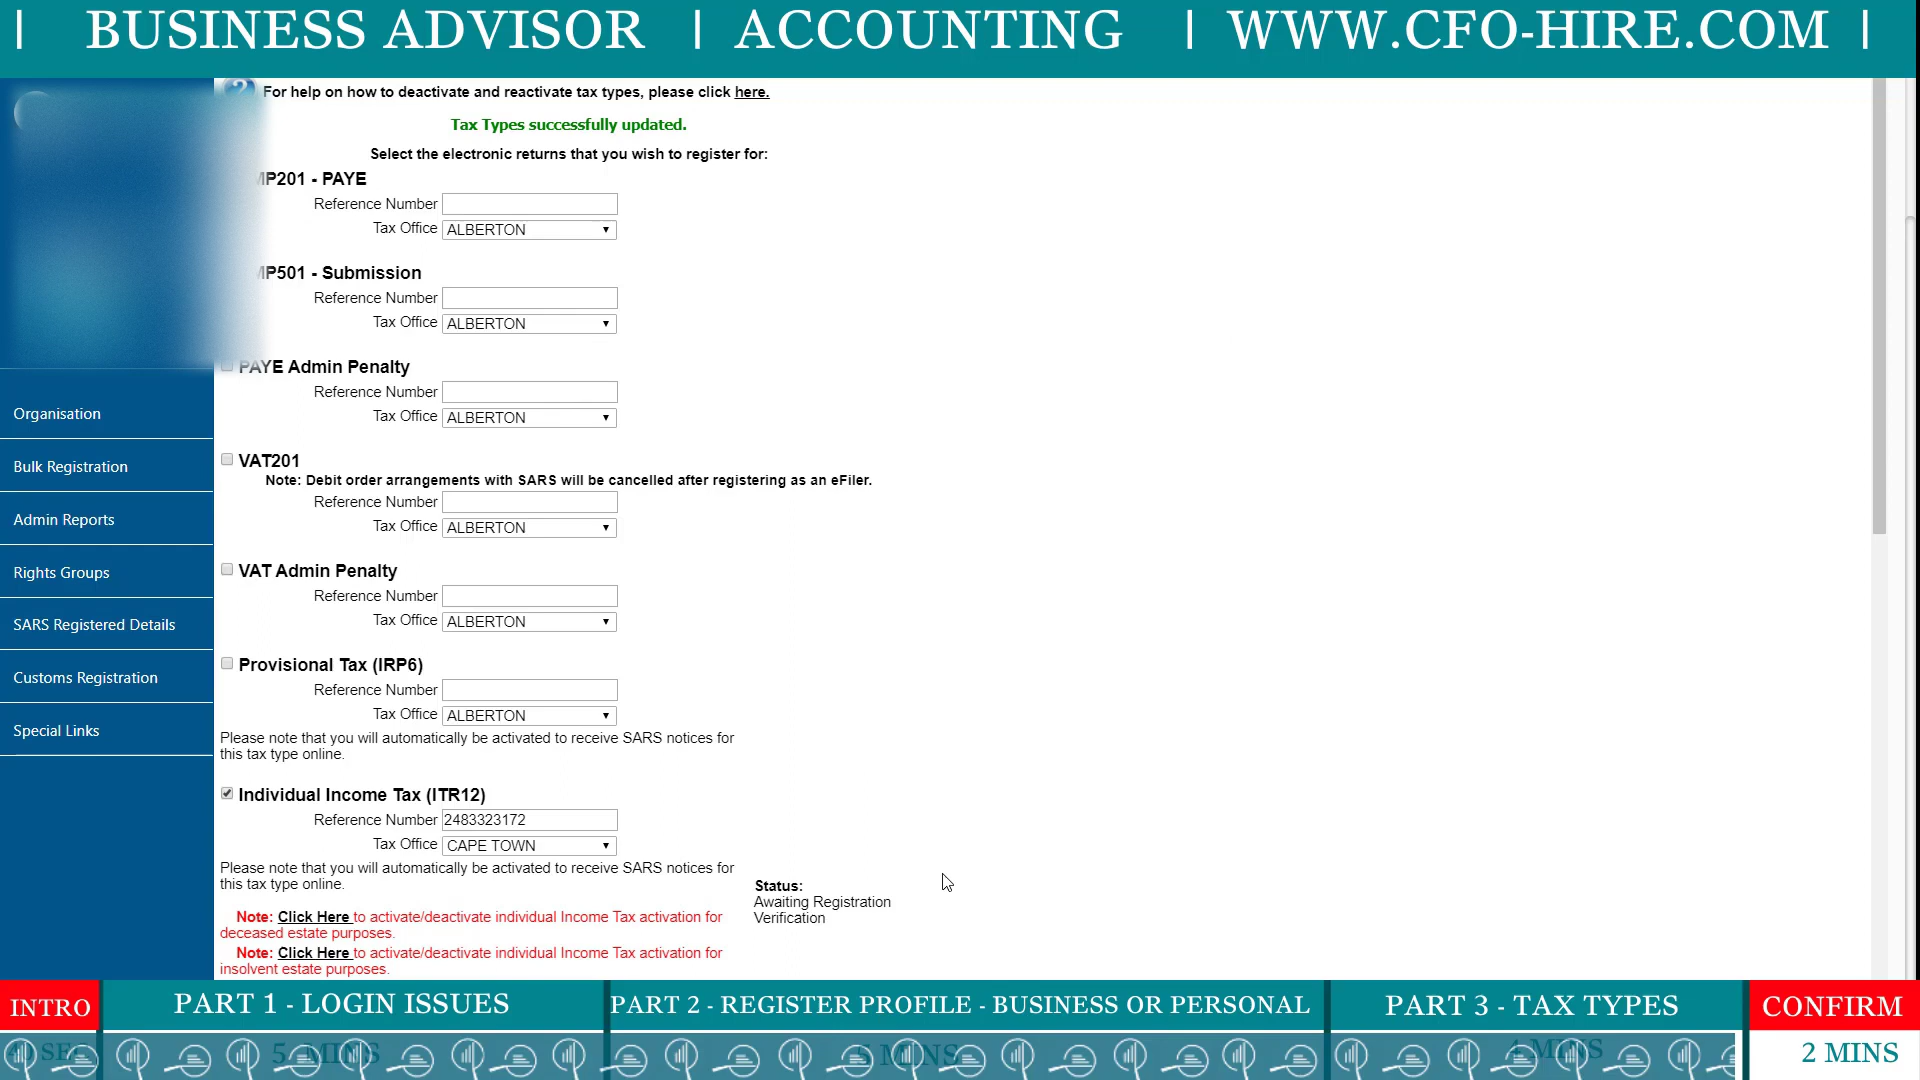 | BUSINESS ADVISOR | ACCOUNTING | WWW.CFO-HIRE.COM |
For help on how to deactivate and reactivate tax types, please click here.
Tax Types successfully updated.
Select the electronic returns that you wish to register for:
MP201 - PAYE
Reference Number
Tax Office ALBERTON
MP501 - Submission
Reference Number
Tax Office ALBERTON
PAYE Admin Penalty
Reference Number
Tax Office ALBERTON
Organisation
Bulk Registration
Admin Reports
Rights Groups
SARS Registered Details
Customs Registration
Special Links
VAT201
Note: Debit order arrangements with SARS will be cancelled after registering as an eFiler.
Reference Number
Tax Office ALBERTON
VAT Admin Penalty
Reference Number
Tax Office ALBERTON
Provisional Tax (IRP6)
Reference Number
Tax Office ALBERTON
Please note that you will automatically be activated to receive SARS notices for
this tax type online.
Individual Income Tax (ITR12)
Reference Number 2483323172
Tax Office CAPE TOWN
Please note that you will automatically be activated to receive SARS notices for
this tax type online.
Status:
Awaiting Registration
Verification
Note: Click Here to activate/deactivate individual Income Tax activation for
deceased estate purposes.
Note: Click Here to activate/deactivate individual Income Tax activation for
insolvent estate purposes.
INTRO PART 1 - LOGIN ISSUES PART 2 - REGISTER PROFILE - BUSINESS OR PERSONAL PART 3 - TAX TYPES CONFIRM
5 MINS 5 MINS MINS 2 MINS